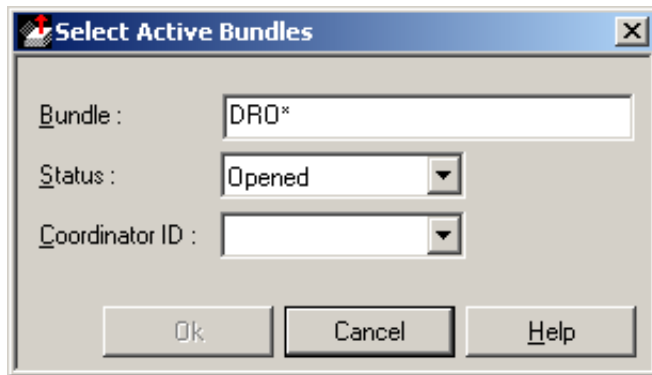 Select Active Bundles
Bundle : DRO*
Status : Opened
Coordinator ID :
Ok Cancel Help